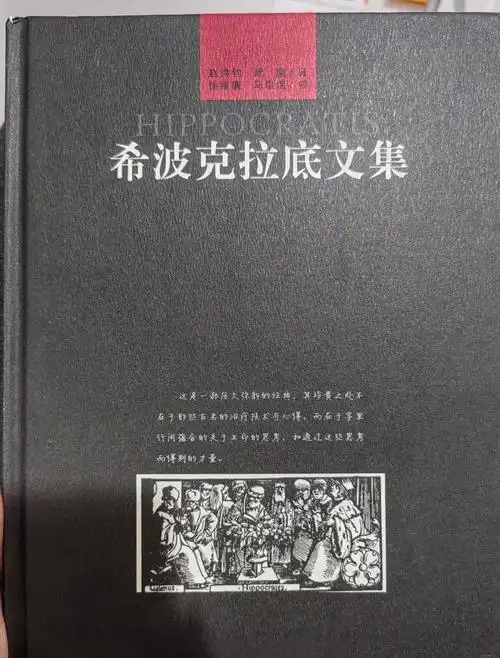 赵洪钧 武鹏 译
徐维廉 马堪温 校
HIPPOCRATIS
希波克拉底文集
这是一部历久弥新的经典，其珍贵之处不
在于那些古老的治疗技术与心得，而在于字里
行间蕴含的关于生命的思考，和通过这些思考
而得到的力量。
Galenus.
Hippocrates.